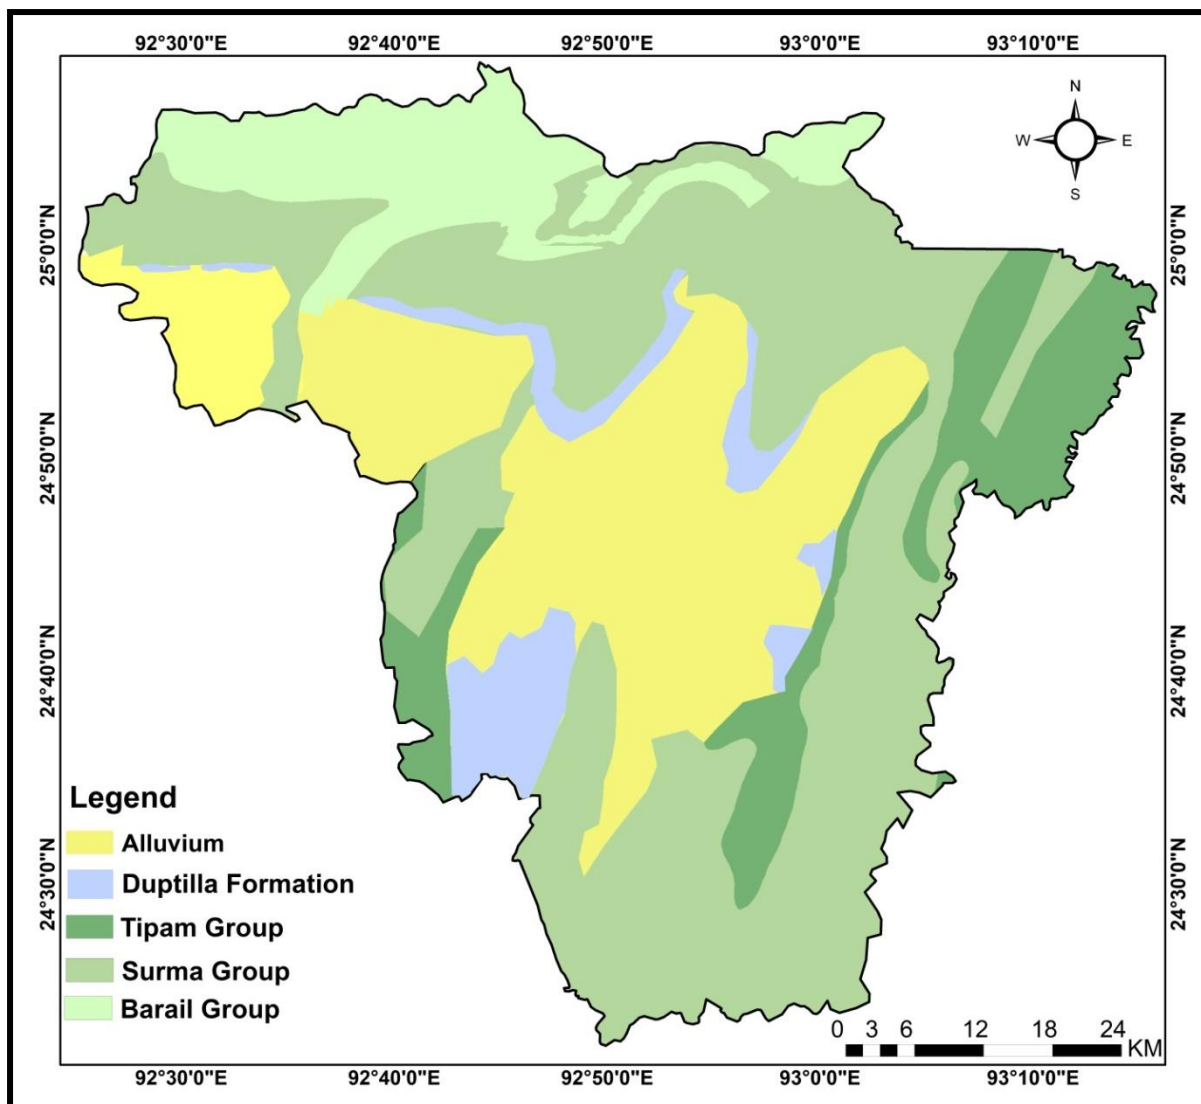 92°30'0"E 92°40'0"E 92°50'0"E 93°0'0"E 93°10'0"E
N
W E
S
25°0'0"N 25°0'0"N
24°50'0"N 24°50'0"N
24°40'0"N 24°40'0"N
24°30'0"N 24°30'0"N
Legend
Alluvium
Duptilla Formation
Tipam Group
Surma Group
Barail Group
0 3 6 12 18 24
KM
92°30'0"E 92°40'0"E 92°50'0"E 93°0'0"E 93°10'0"E